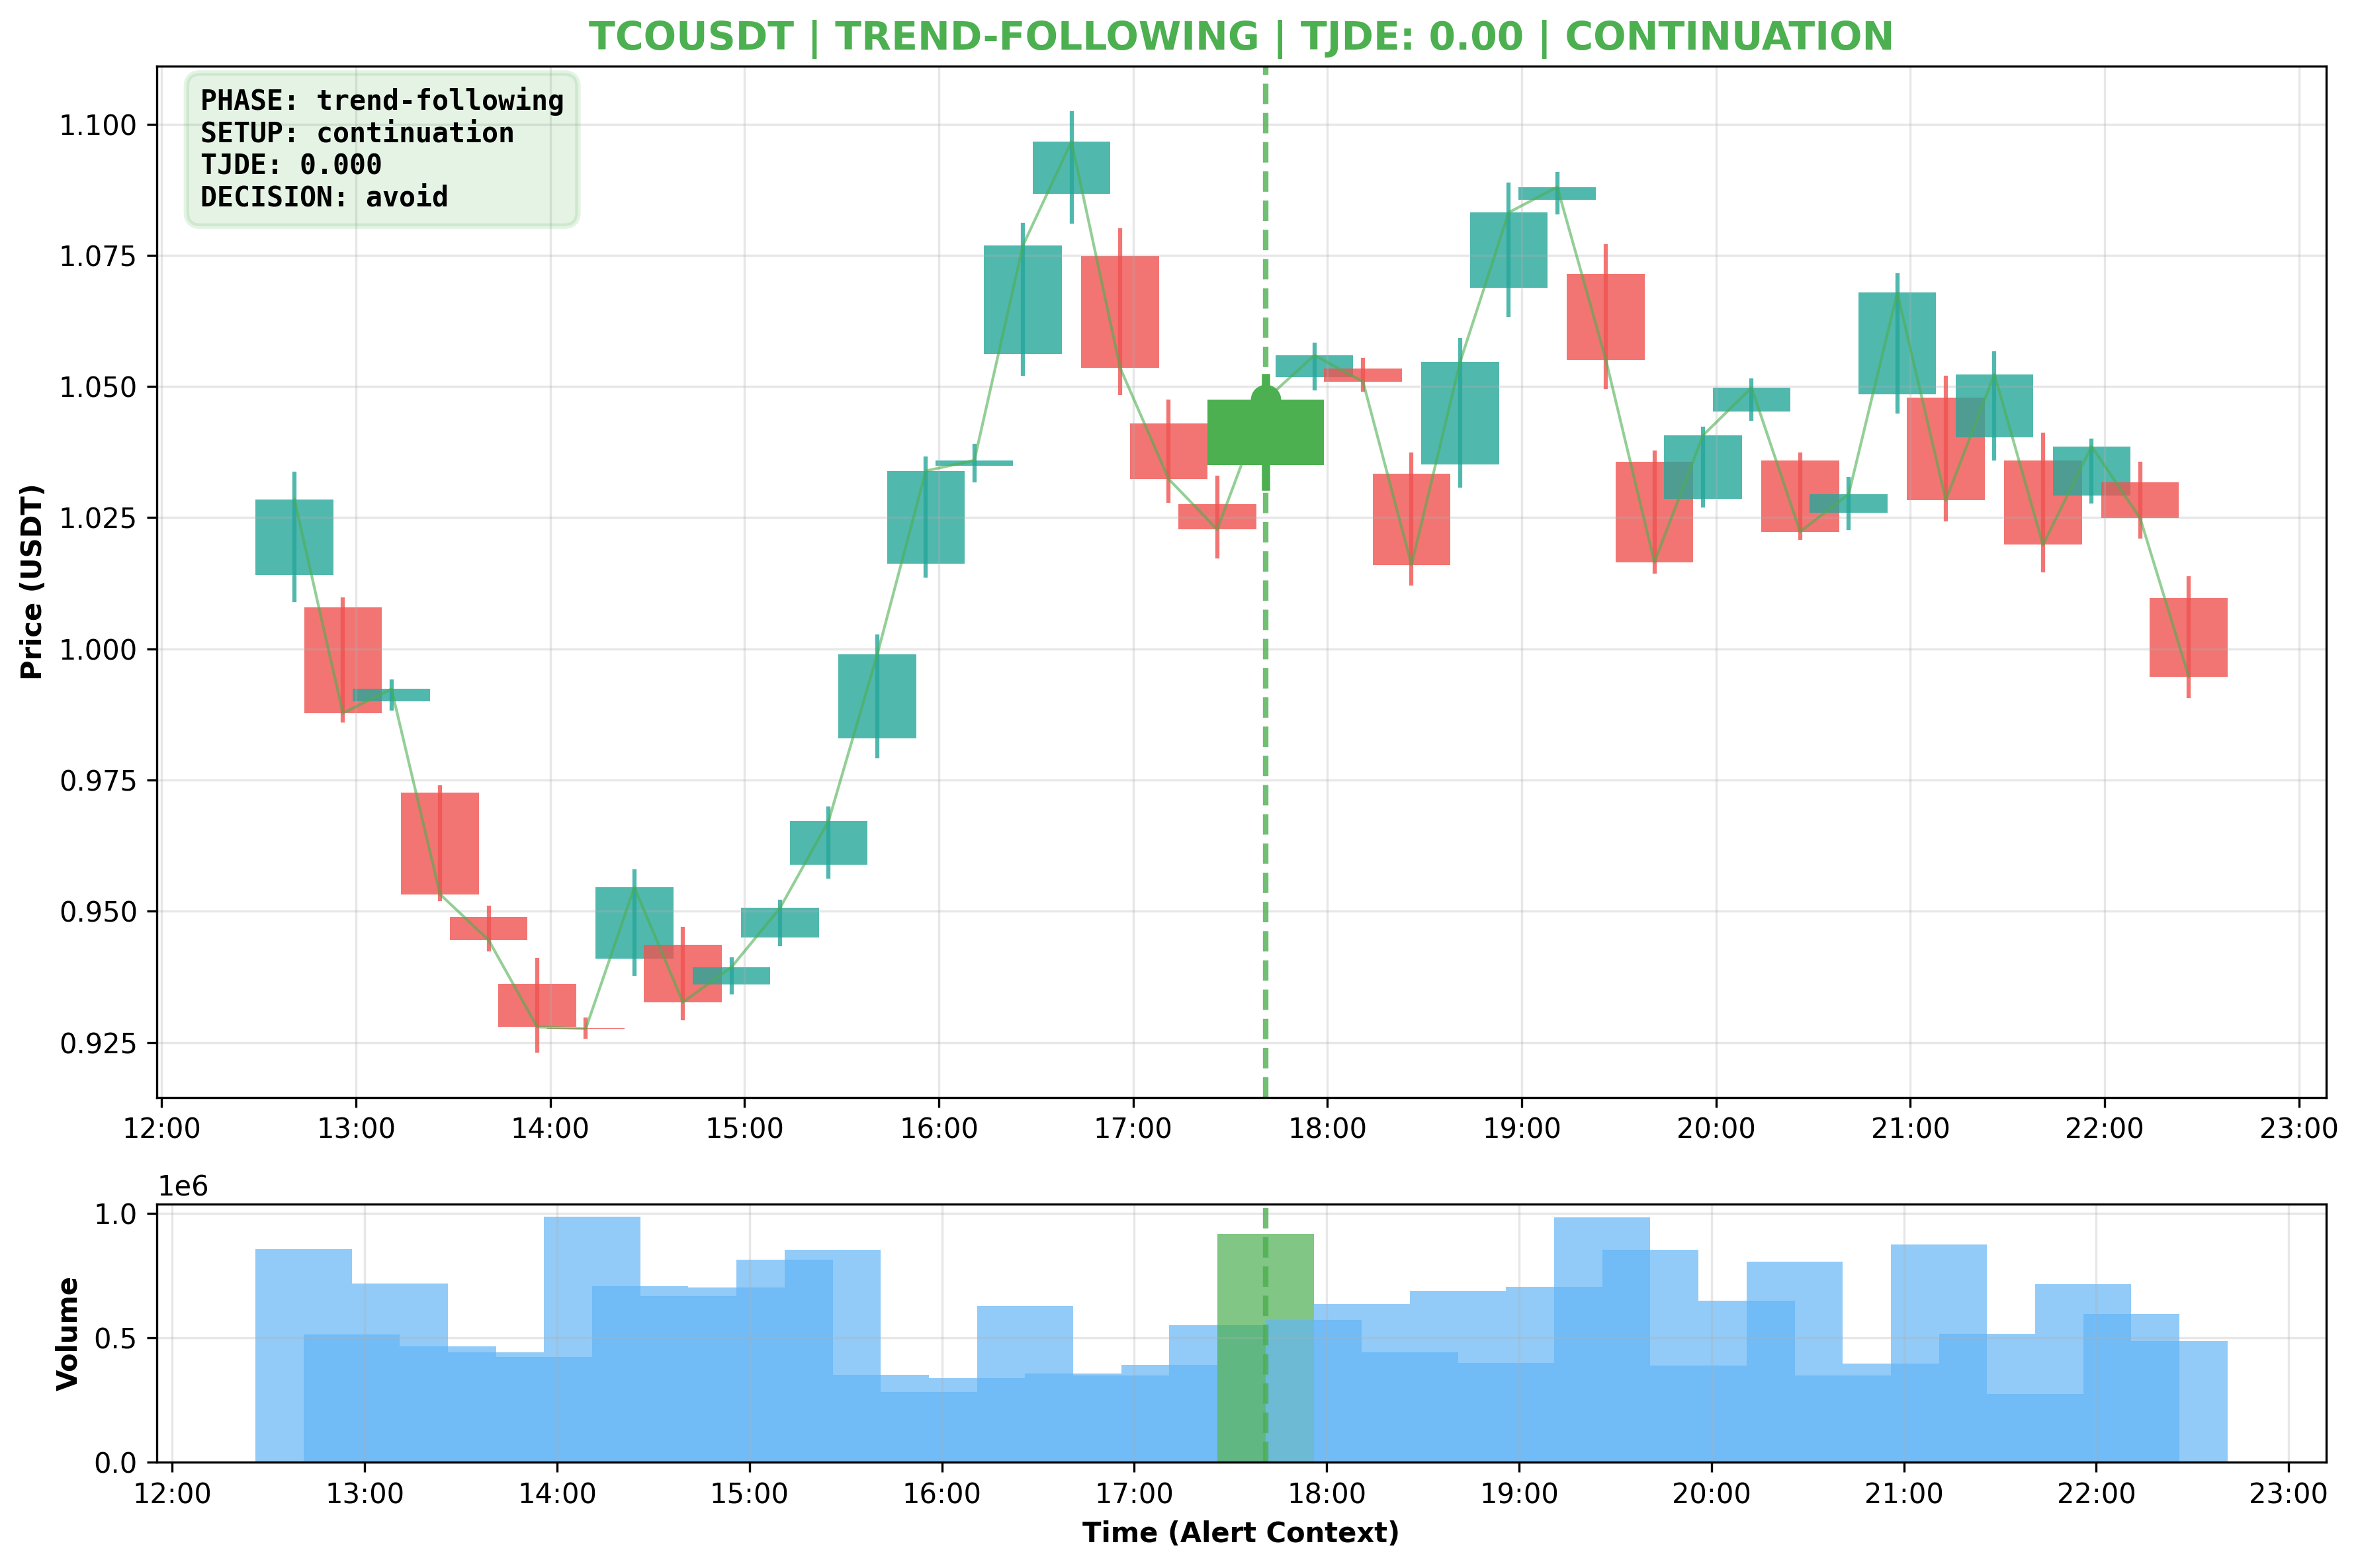 TCOUSDT | TREND-FOLLOWING | TJDE: 0.00 | CONTINUATION
PHASE: trend-following
SETUP: continuation
TJDE: 0.000
DECISION: avoid
Price (USDT)
1.100
1.075
1.050
1.025
1.000
0.975
0.950
0.925
12:00 13:00 14:00 15:00 16:00 17:00 18:00 19:00 20:00 21:00 22:00 23:00
1e6
Volume
1.0
0.5
0.0
12:00 13:00 14:00 15:00 16:00 17:00 18:00 19:00 20:00 21:00 22:00 23:00
Time (Alert Context)